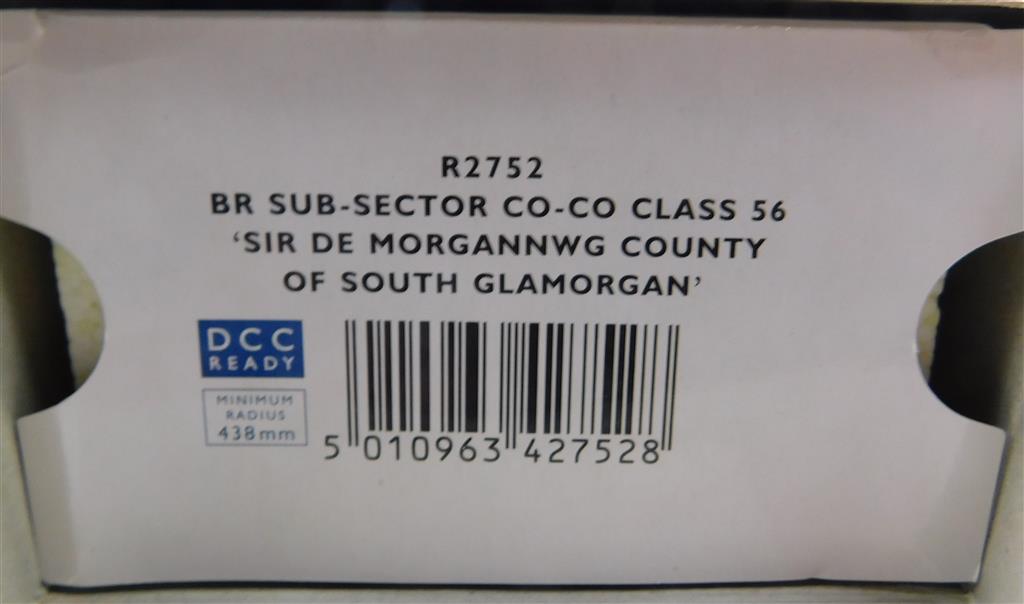 R2752
BR SUB-SECTOR CO-CO CLASS 56
‘SIR DE MORGANNWG COUNTY
OF SOUTH GLAMORGAN’
DCC
READY
MINIMUM
RADIUS
438mm
5 010963 427528